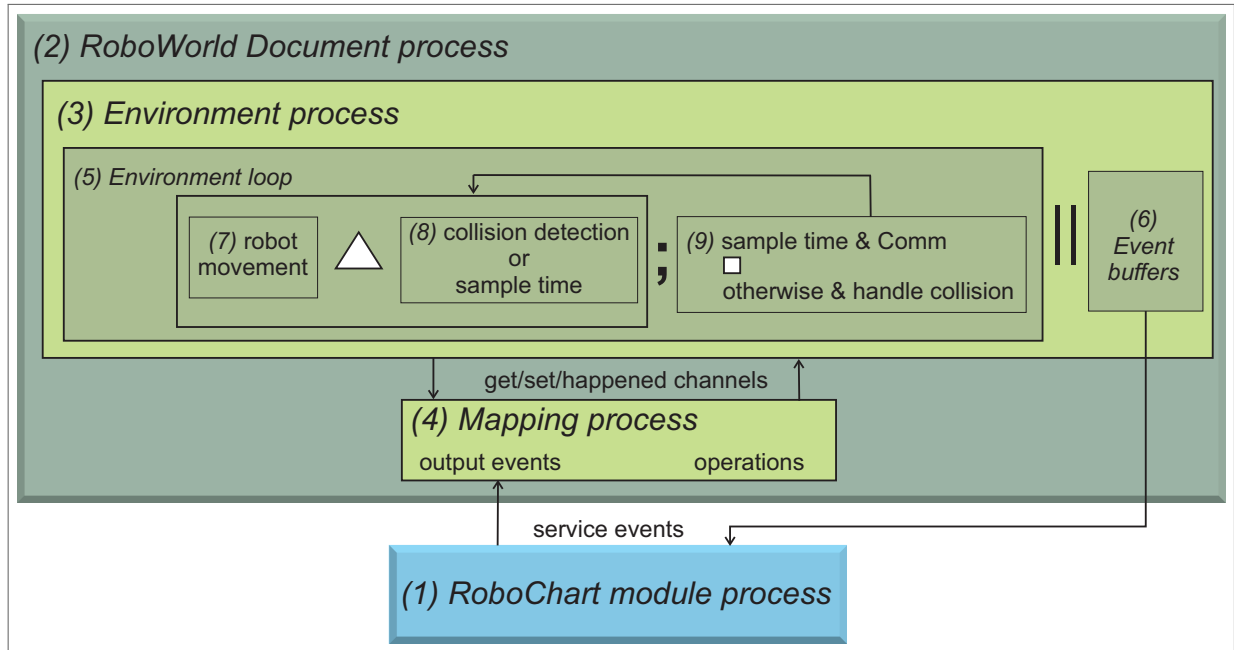 (2) RoboWorld Document process
(3) Environment process
(5) Environment loop
(7) robot
movement
(8) collision detection
or
sample time
;
(9) sample time & Comm
otherwise & handle collision
||
(6)
Event
buffers
get/set/happened channels
(4) Mapping process
output events operations
service events
(1) RoboChart module process